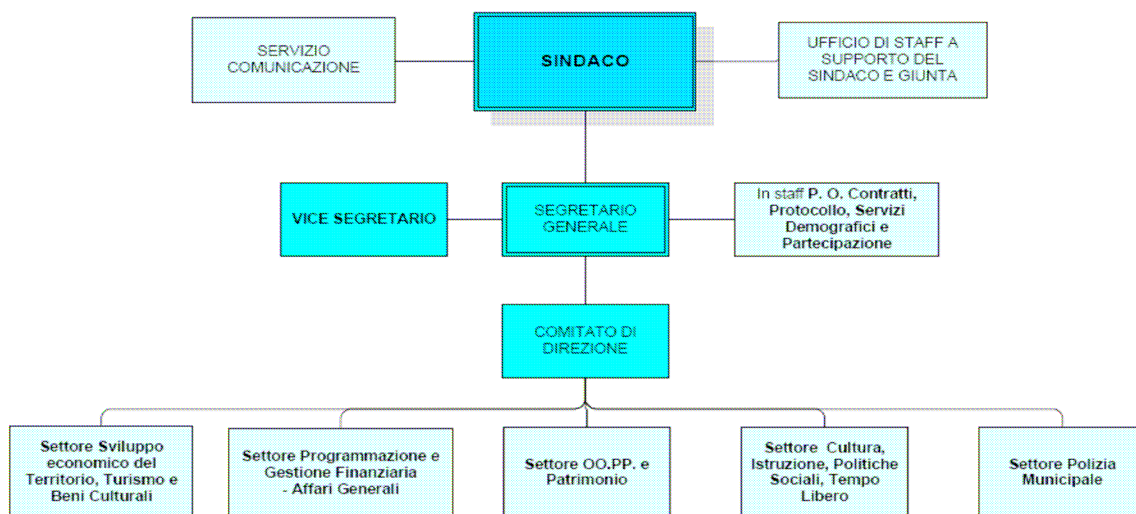 SERVIZIO
COMUNICAZIONE
SINDACO
UFFICIO DI STAFF A
SUPPORTO DEL
SINDACO E GIUNTA
VICE SEGRETARIO
SEGRETARIO
GENERALE
In staff P. O. Contratti,
Protocollo, Servizi
Demografici e
Partecipazione
COMITATO DI
DIREZIONE
Settore Sviluppo
economico del
Territorio, Turismo e
Beni Culturali
Settore Programmazione e
Gestione Finanziaria
- Affari Generali
Settore OO.PP. e
Patrimonio
Settore Cultura,
Istruzione, Politiche
Sociali, Tempo
Libero
Settore Polizia
Municipale